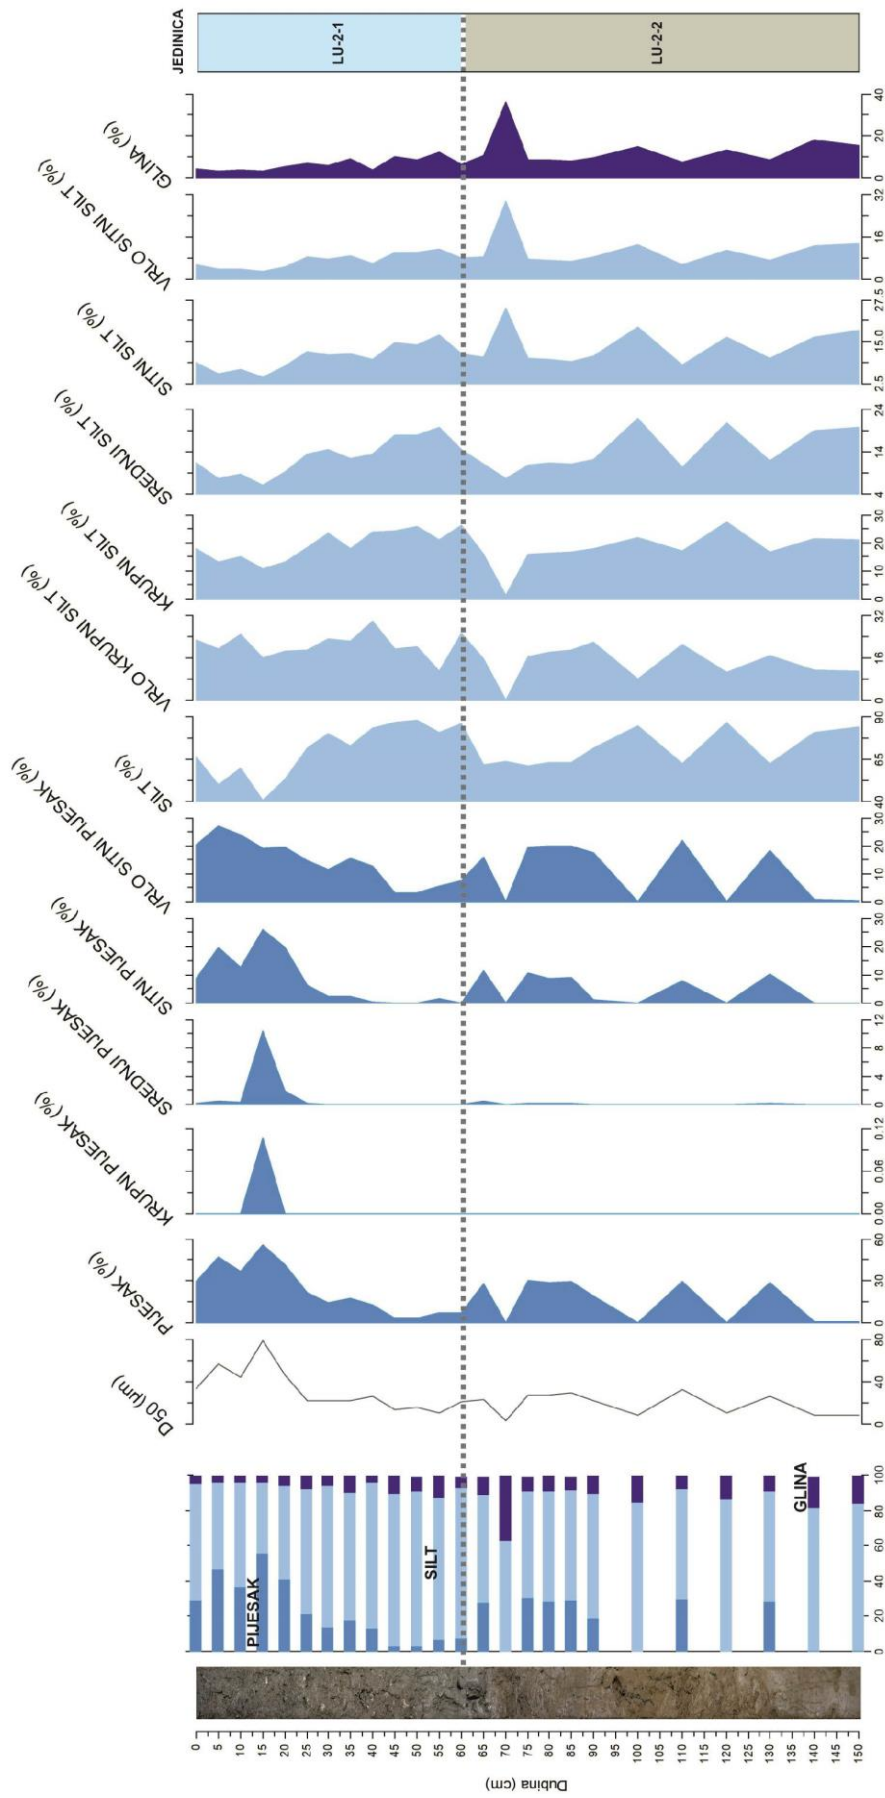 D50 (µm)
PIJESAK (%)
KRUPNI PIJESAK (%)
SREDNJI PIJESAK (%)
SITNI PIJESAK (%)
VRLO SITNI PIJESAK (%)
SILT (%)
VRLO KRUPNI SILT (%)
KRUPNI SILT (%)
SREDNJI SILT (%)
SITNI SILT (%)
VRLO SITNI SILT (%)
GLINA (%)
JEDINICA
Dubina (cm)
0
5
10
15
20
25
30
35
40
45
50
55
60
65
70
75
80
85
90
95
100
105
110
115
120
125
130
135
140
145
150
PIJESAK
SILT
GLINA
LU-2-1
LU-2-2
0 20 40 60 80 100
0 40 80
0 30 60
0.00 0.06 0.12
0 4 8 12
0 10 20 30
0 10 20 30
40 65 90
0 16 32
0 10 20 30
4 14 24
2.5 15.0 27.5
0 16 32
0 20 40